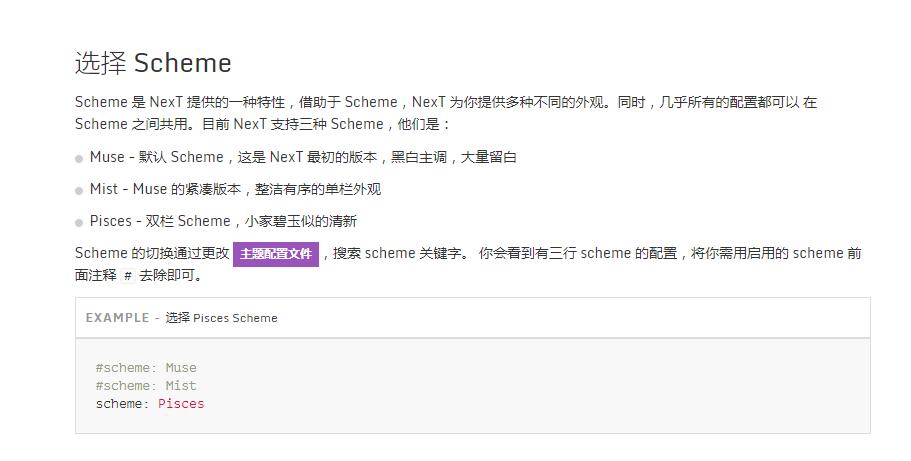 选择 Scheme
Scheme 是 NexT 提供的一种特性，借助于 Scheme，NexT 为你提供多种不同的外观。同时，几乎所有的配置都可以 在
Scheme 之间共用。目前 NexT 支持三种 Scheme，他们是：
Muse - 默认 Scheme，这是 NexT 最初的版本，黑白主调，大量留白
Mist - Muse 的紧凑版本，整洁有序的单栏外观
Pisces - 双栏 Scheme，小家碧玉似的清新
Scheme 的切换通过更改 主题配置文件，搜索 scheme 关键字。 你会看到有三行 scheme 的配置，将你需用启用的 scheme 前
面注释 # 去除即可。
EXAMPLE - 选择 Pisces Scheme
#scheme: Muse
#scheme: Mist
scheme: Pisces